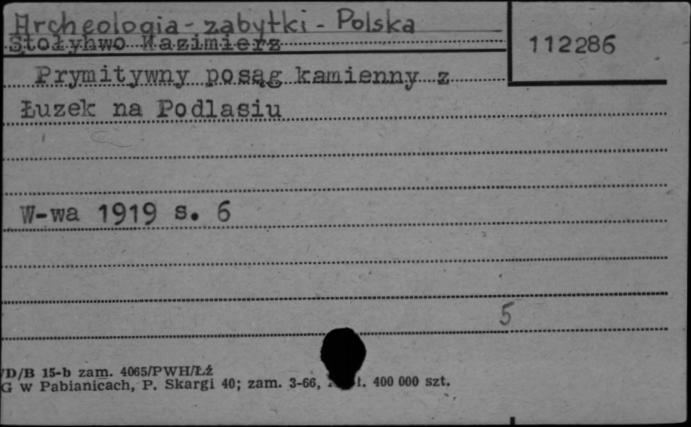 Archeologia - zabytki - Polska
Stołyhwo Kazimierz
112286
Prymitywny posąg kamienny z
Łuzek na Podlasiu
W-wa 1919 s. 6
5
/D/B 15-b zam. 4065/PWH/Łź
G w Pabianicach, P. Skargi 40; zam. 3-66, 400 000 szt.